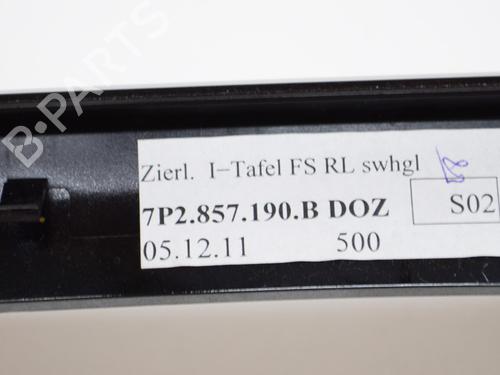 B-PARTS
Zierl. I-Tafel FS RL swhgl
7P2.857.190.B DOZ
S02
05.12.11 500